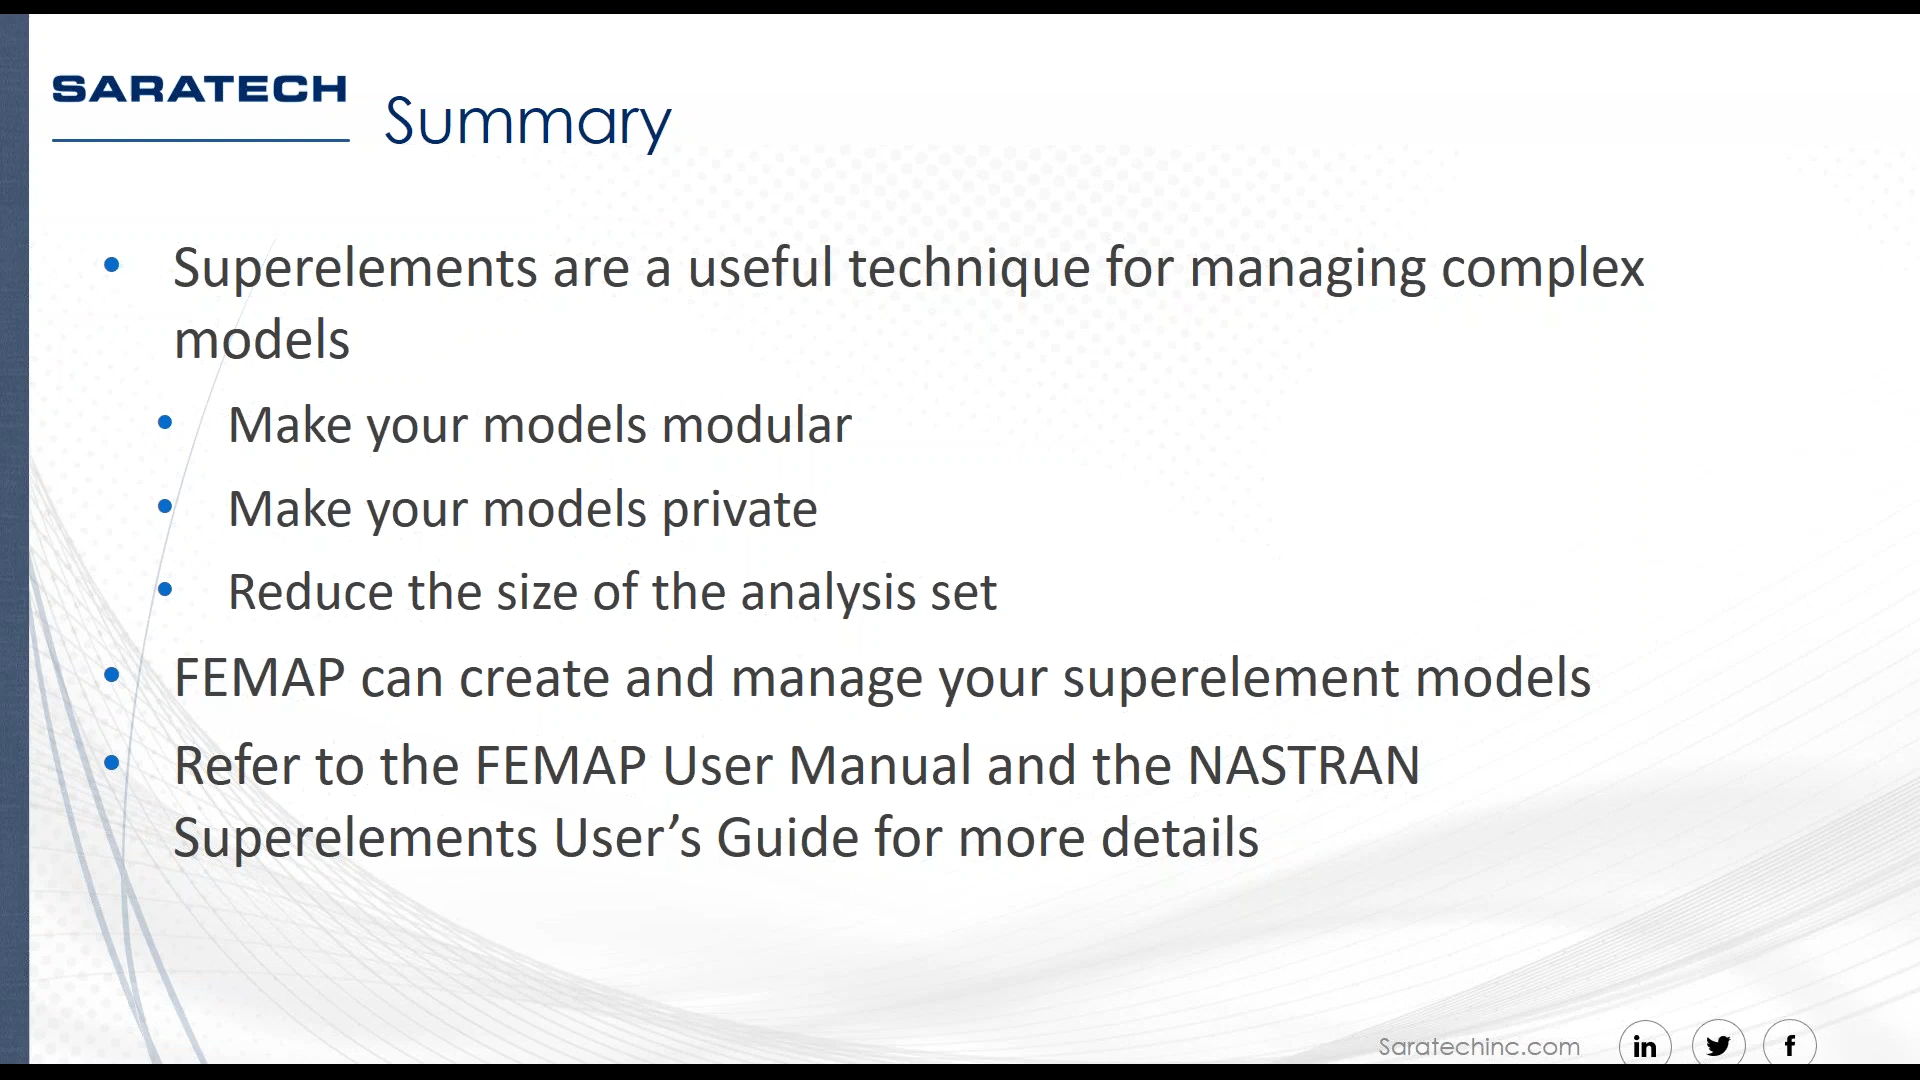 SARATECH
Summary
Superelements are a useful technique for managing complex
models
Make your models modular
Make your models private
Reduce the size of the analysis set
FEMAP can create and manage your superelement models
Refer to the FEMAP User Manual and the NASTRAN
Superelements User’s Guide for more details
Saratechinc.com
in
f